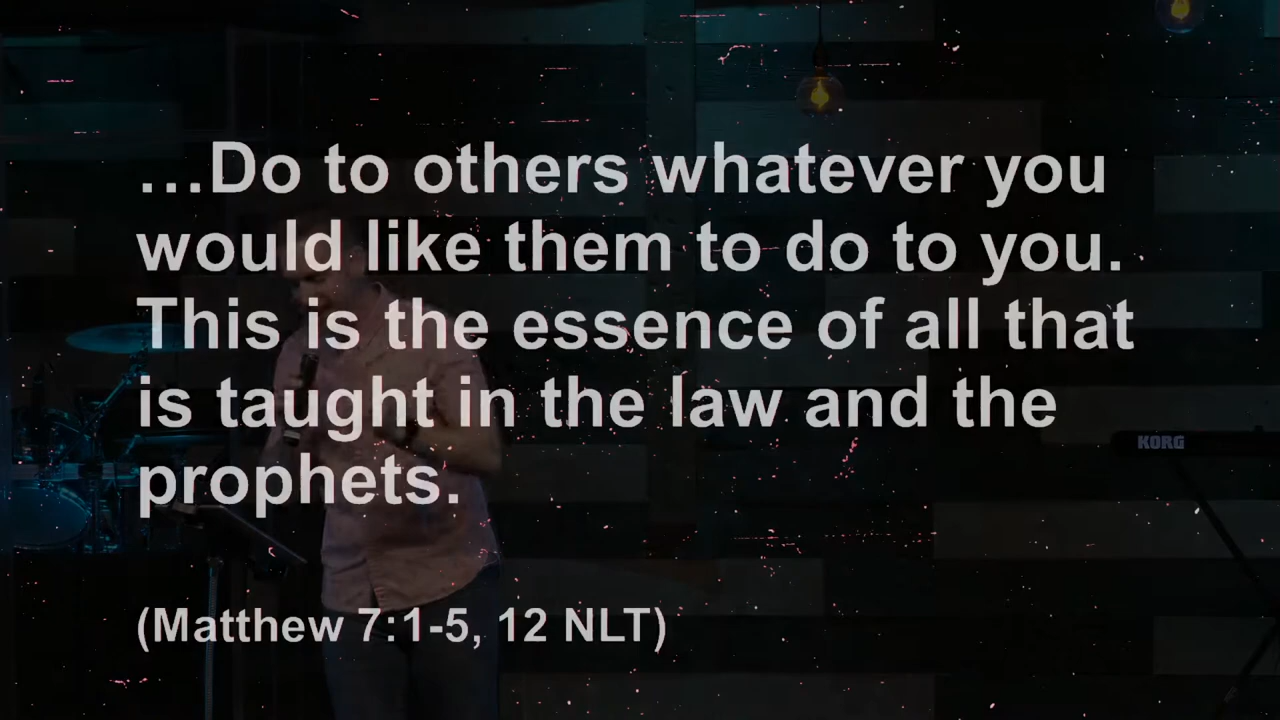 …Do to others whatever you
would like them to do to you.
This is the essence of all that
is taught in the law and the
prophets.
(Matthew 7:1-5, 12 NLT)
KORG